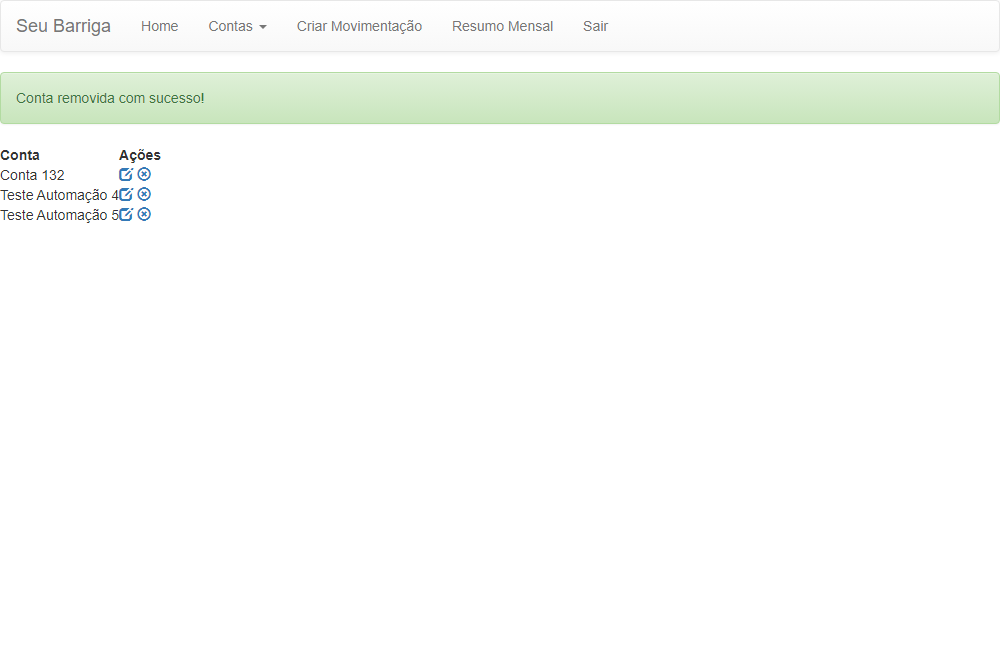 Seu Barriga Home Contas Criar Movimentação Resumo Mensal Sair
Conta removida com sucesso!
Conta Ações
Conta 132
Teste Automação 4
Teste Automação 5